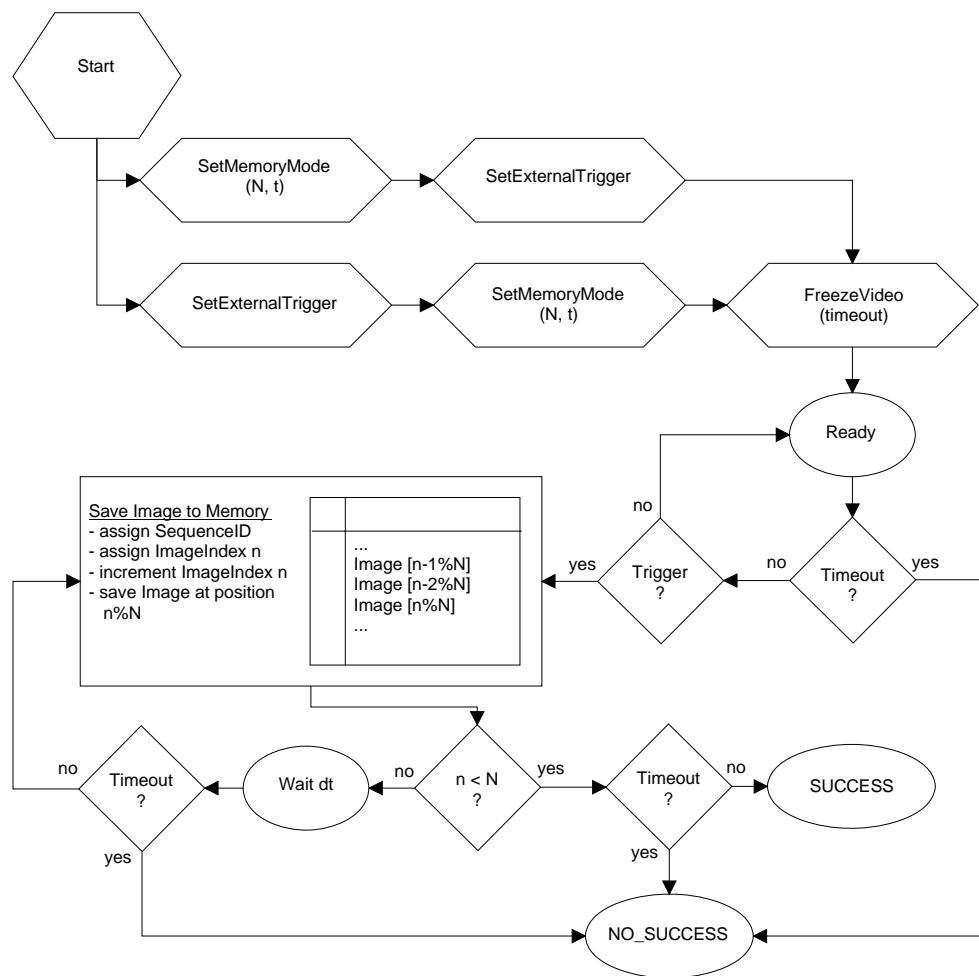 Start
SetMemoryMode
(N, t)
SetExternalTrigger
SetExternalTrigger
SetMemoryMode
(N, t)
FreezeVideo
(timeout)
Ready
no
Save Image to Memory
- assign SequenceID
- assign ImageIndex n
- increment ImageIndex n
- save Image at position
n%N
...
Image [n-1%N]
Image [n-2%N]
Image [n%N]
...
yes
Trigger
?
no
Timeout
?
yes
no
Timeout
?
yes
Wait dt
no
n < N
?
yes
Timeout
?
no
yes
SUCCESS
NO_SUCCESS